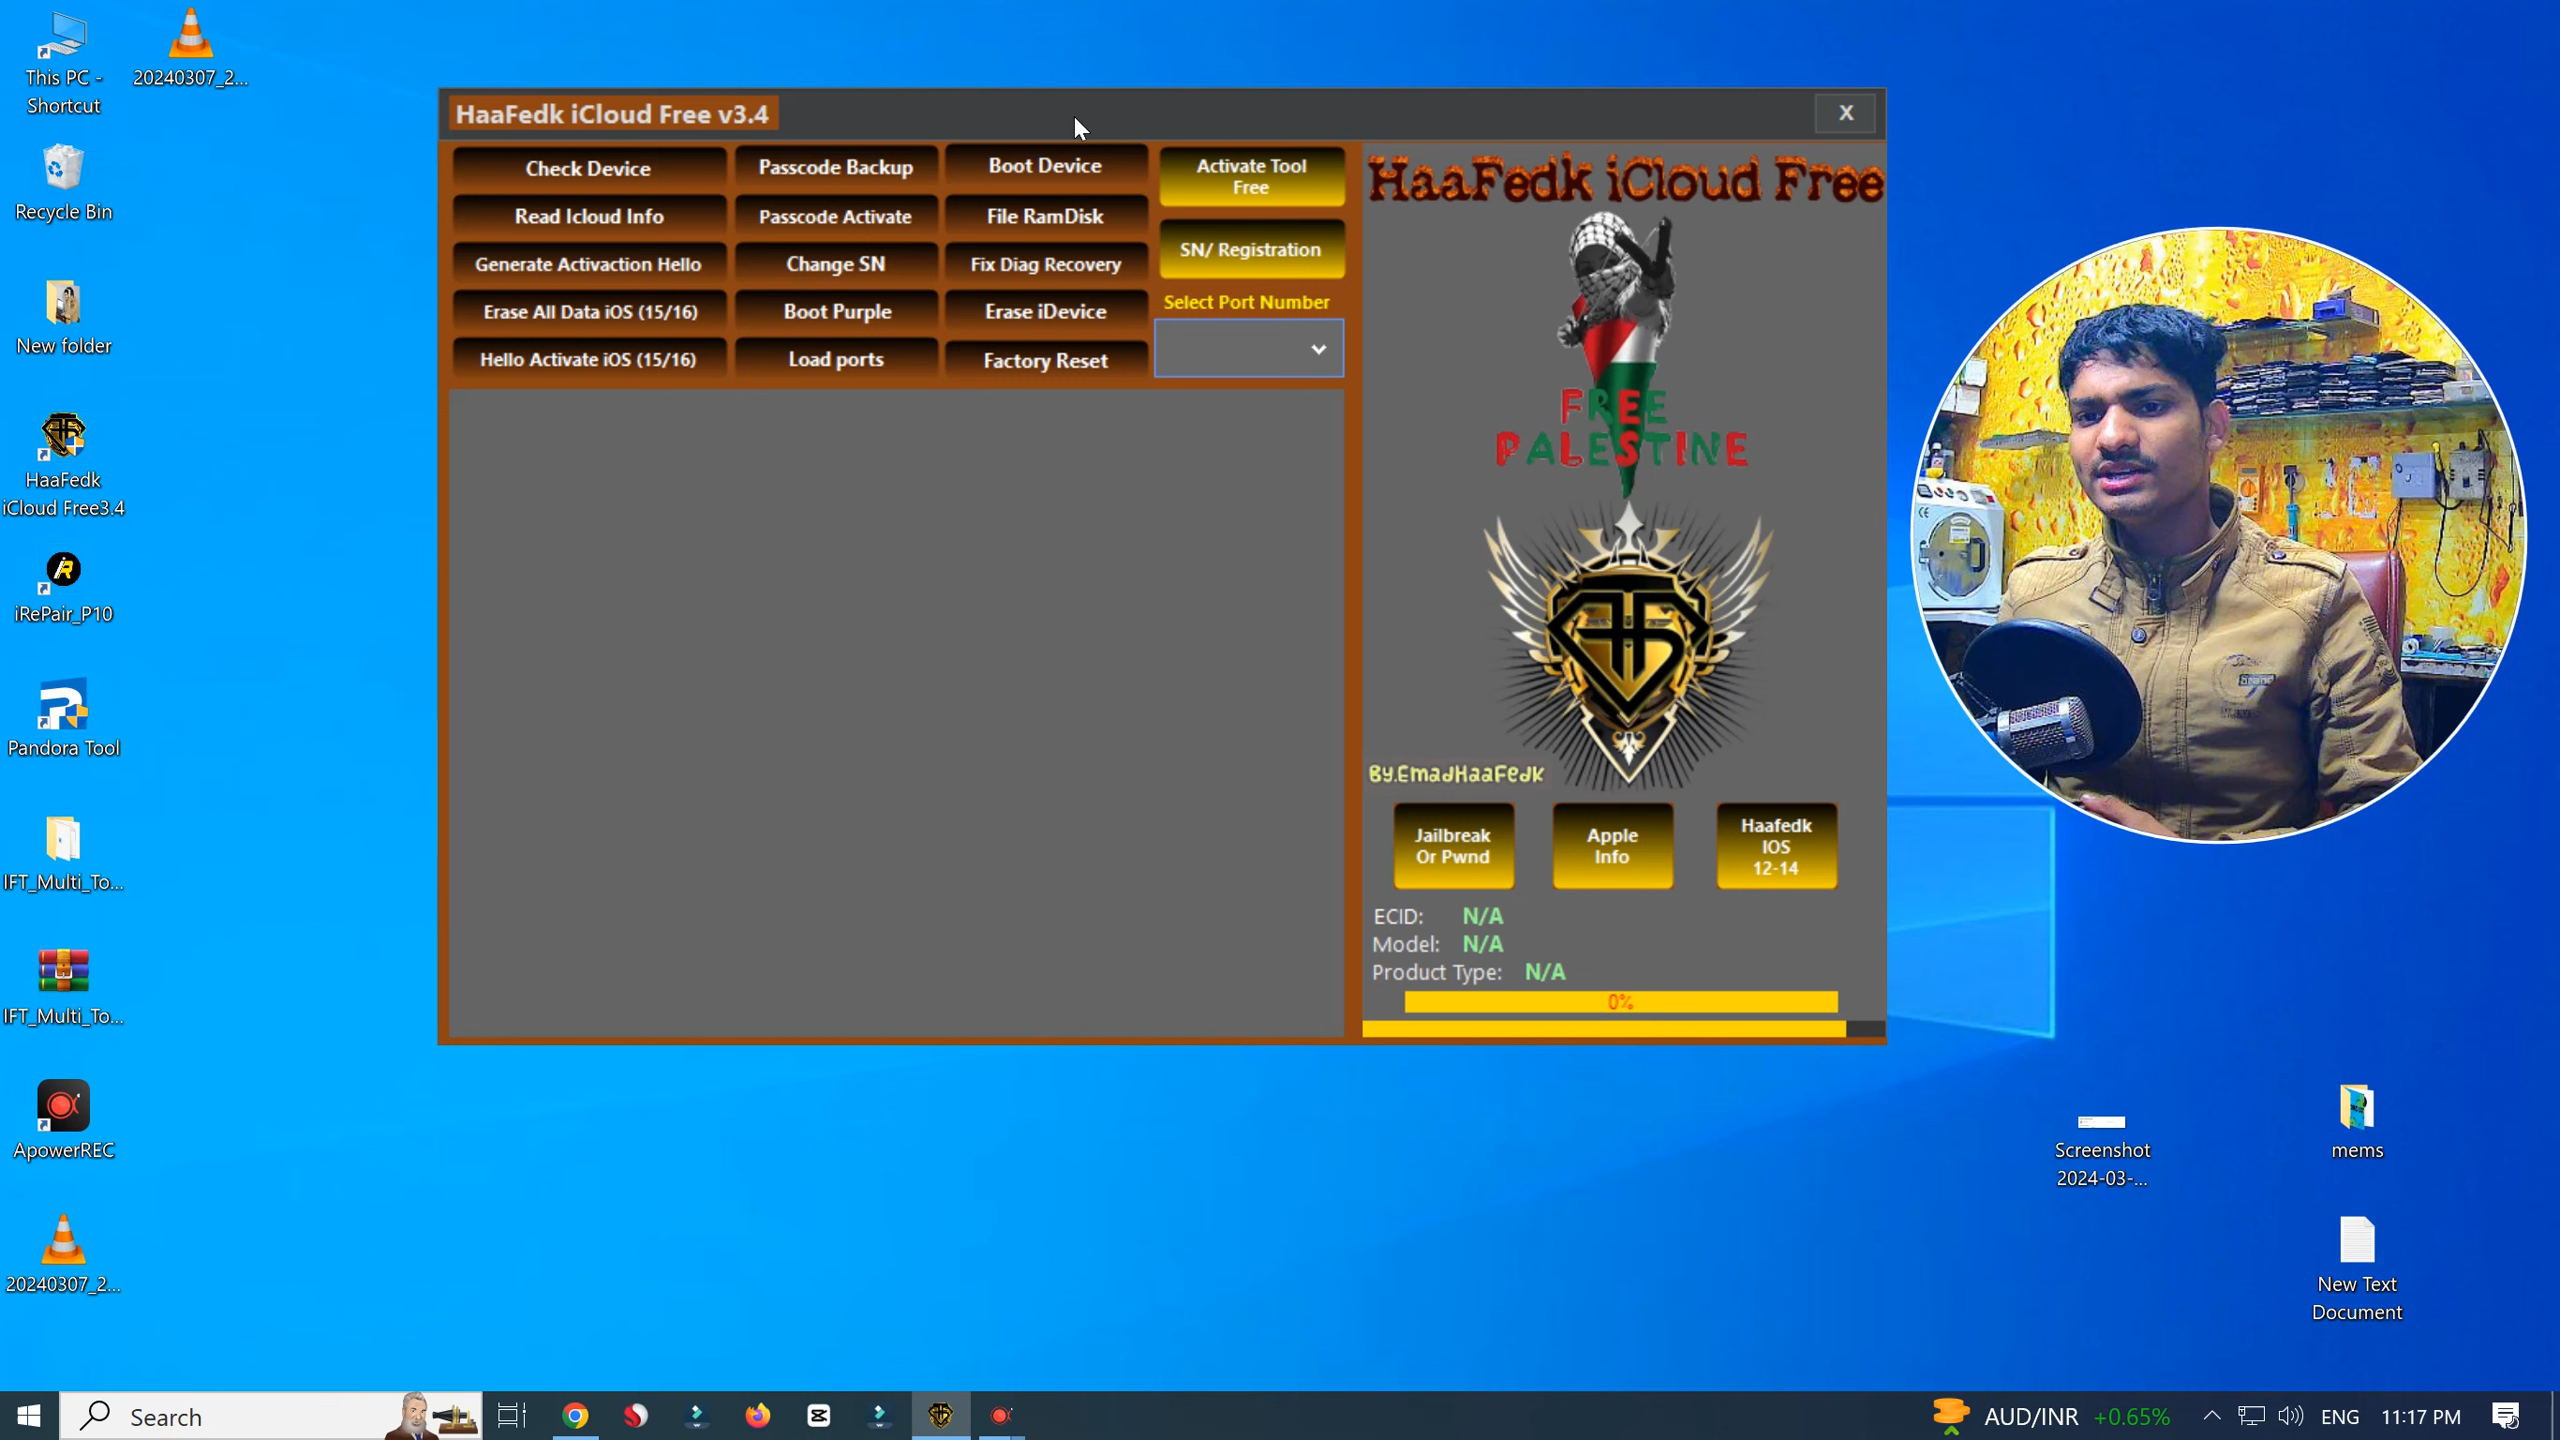 This PC -
Shortcut
20240307_2...
Recycle Bin
New folder
HaaFedk
iCloud Free3.4
iRePair_P10
Pandora Tool
IFT_Multi_To...
IFT_Multi_To...
ApowerREC
20240307_2...
HaaFedk iCloud Free v3.4
X
Check Device
Passcode Backup
Boot Device
Activate Tool
Free
Read Icloud Info
Passcode Activate
File RamDisk
SN/ Registration
Generate Activaction Hello
Change SN
Fix Diag Recovery
Erase All Data iOS (15/16)
Boot Purple
Erase iDevice
Select Port Number
Hello Activate iOS (15/16)
Load ports
Factory Reset
HaaFedk iCloud Free
FREE
PALESTINE
By.EmadHaaFedk
Jailbreak
Or Pwnd
Apple
Info
Haafedk
IOS
12-14
ECID: N/A
Model: N/A
Product Type: N/A
0%
Screenshot
2024-03-...
mems
New Text
Document
Search
AUD/INR +0.65%
ENG
11:17 PM